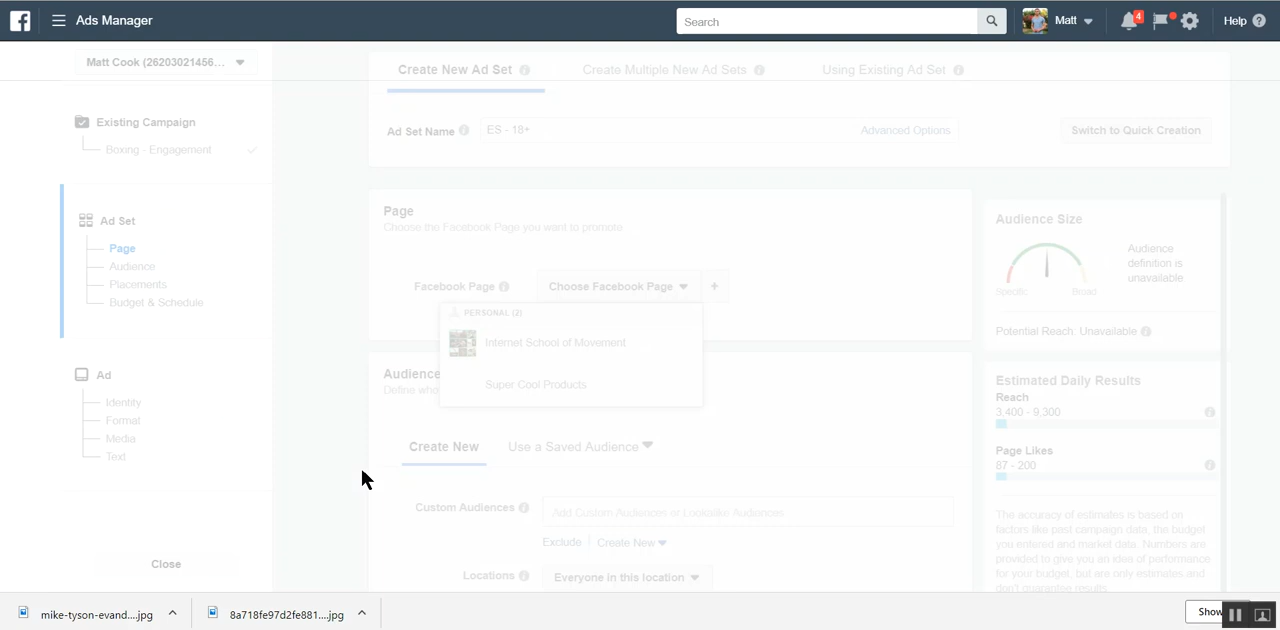 Ads Manager
Search
Matt
4
Help
Matt Cook (26203021456...
Existing Campaign
Boxing - Engagement
Ad Set
Page
Audience
Placements
Budget & Schedule
Ad
Identity
Format
Media
Text
Close
Create New Ad Set
Create Multiple New Ad Sets
Using Existing Ad Set
Ad Set Name
ES - 18+
Advanced Options
Switch to Quick Creation
Page
Choose the Facebook Page you want to promote.
Facebook Page
Choose Facebook Page
+
PERSONAL (2)
Internet School of Movement
Super Cool Products
Audience
Define who
Create New
Use a Saved Audience
Custom Audiences
Add Custom Audiences or Lookalike Audiences
Exclude
Create New
Locations
Everyone in this location
Audience Size
Specific
Broad
Audience
definition is
unavailable
Potential Reach: Unavailable
Estimated Daily Results
Reach
3,400 - 9,300
Page Likes
87 - 200
The accuracy of estimates is based on
factors like past campaign data, the budget
you entered and market data. Numbers are
provided to give you an idea of performance
for your budget, but are only estimates and
don't guarantee results.
mike-tyson-evand....jpg
8a718fe97d2fe881....jpg
Show